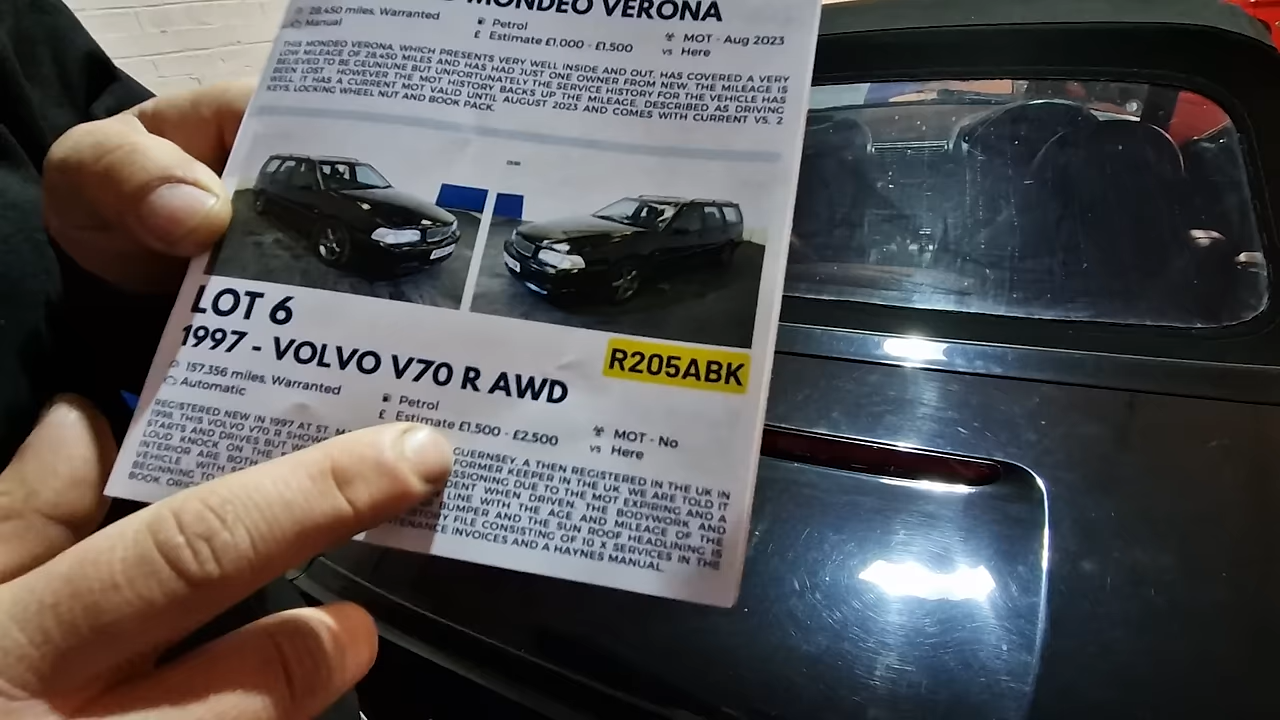 MONDEO VERONA
28,450 miles, Warranted
Manual
Petrol
£ Estimate £1,000 - £1,500
MOT - Aug 2023
V5 Here
THIS MONDEO VERONA, WHICH PRESENTS VERY WELL INSIDE AND OUT, HAS COVERED A VERY
LOW MILEAGE OF 28,450 MILES AND HAS HAD JUST ONE OWNER FROM NEW. THE MILEAGE IS
BELIEVED TO BE GEUNIUNE BUT UNFORTUNATELY THE SERVICE HISTORY FOR THE VEHICLE HAS
BEEN LOST - HOWEVER THE MOT HISTORY BACKS UP THE MILEAGE. DESCRIBED AS DRIVING
WELL IT HAS A CURRENT MOT VALID UNTIL AUGUST 2023 AND COMES WITH CURRENT V5, 2
KEYS, LOCKING WHEEL NUT AND BOOK PACK.
LOT 6
1997 - VOLVO V70 R AWD
R205ABK
157,356 miles, Warranted
Automatic
Petrol
£ Estimate £1,500 - £2,500
MOT - No
V5 Here
REGISTERED NEW IN 1997 AT ST. GUERNSEY, A THEN REGISTERED IN THE UK IN
1998, THIS VOLVO V70 R FORMER KEEPER IN THE UK. WE ARE TOLD IT
STARTS AND DRIVES BUT DUE TO THE MOT EXPIRING AND A
LOUD KNOCK ON THE WHEN DRIVEN. THE BODYWORK AND
INTERIOR ARE BOTH LINE WITH THE AGE AND MILEAGE OF THE
VEHICLE WITH BUMPER AND THE SUN ROOF HEADLINING IS
BEGINNING TO FILE CONSISTING OF 10 X SERVICES IN THE
BOOK, INVOICES AND A HAYNES MANUAL.